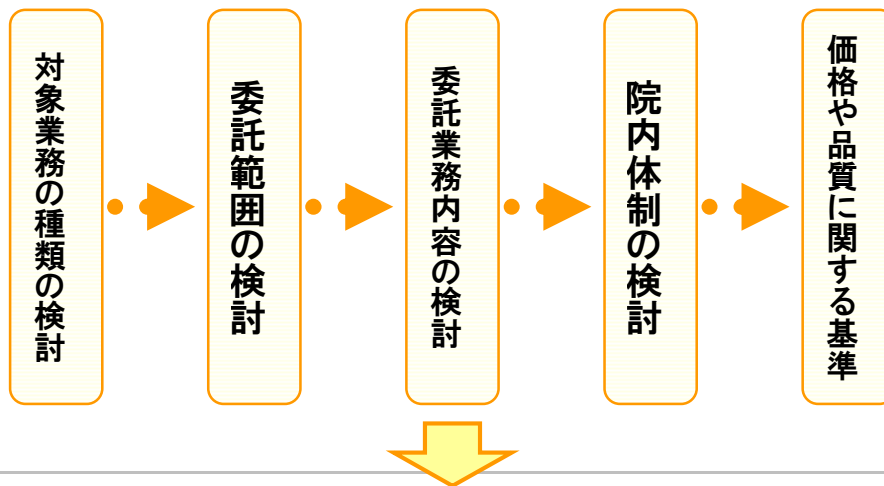 対象業務の種類の検討
委託範囲の検討
委託業務内容の検討
院内体制の検討
価格や品質に関する基準